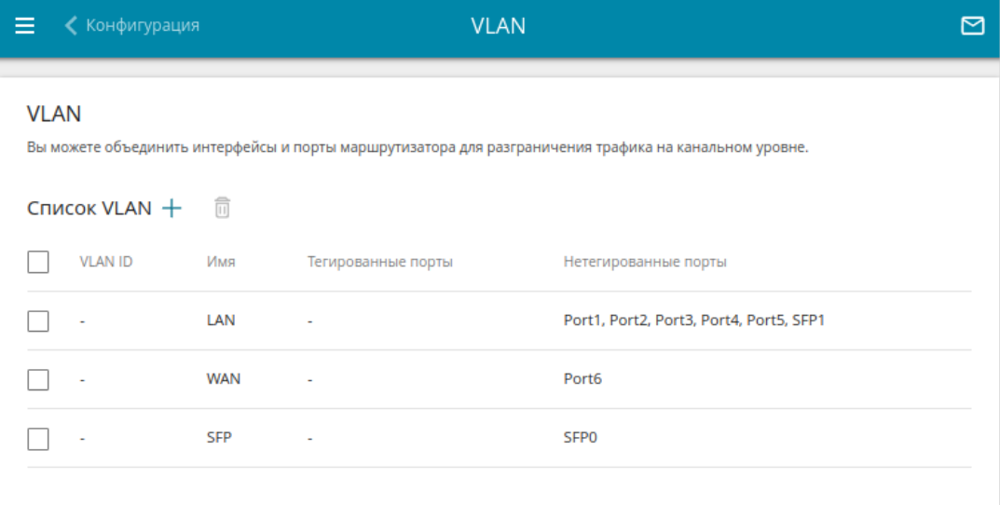 Конфигурация VLAN
VLAN
Вы можете объединить интерфейсы и порты маршрутизатора для разграничения трафика на канальном уровне.
Список VLAN +
VLAN ID Имя Тегированные порты Нетегированные порты
- LAN - Port1, Port2, Port3, Port4, Port5, SFP1
- WAN - Port6
- SFP - SFP0